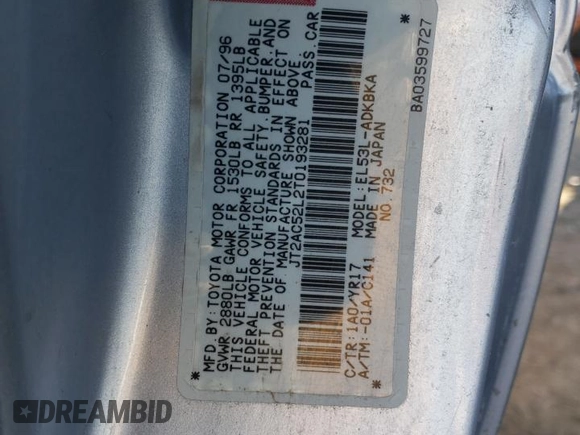 MFD BY: TOYOTA MOTOR CORPORATION 07/96
GVWR 2880LB GAWR FR 1530LB RR 1395LB
THIS VEHICLE CONFORMS TO ALL APPLICABLE
FEDERAL MOTOR VEHICLE SAFETY, BUMPER, AND
THEFT PREVENTION STANDARDS IN EFFECT ON
THE DATE OF MANUFACTURE SHOWN ABOVE.
* JT2AC52L2T0193281 PASS. CAR *
C/TR: 1A0/YR17 MODEL: EL53L-ADKBKA
A/TM: -01A/C141 MADE IN JAPAN
NO. 732
BA03599727
DREAMBID